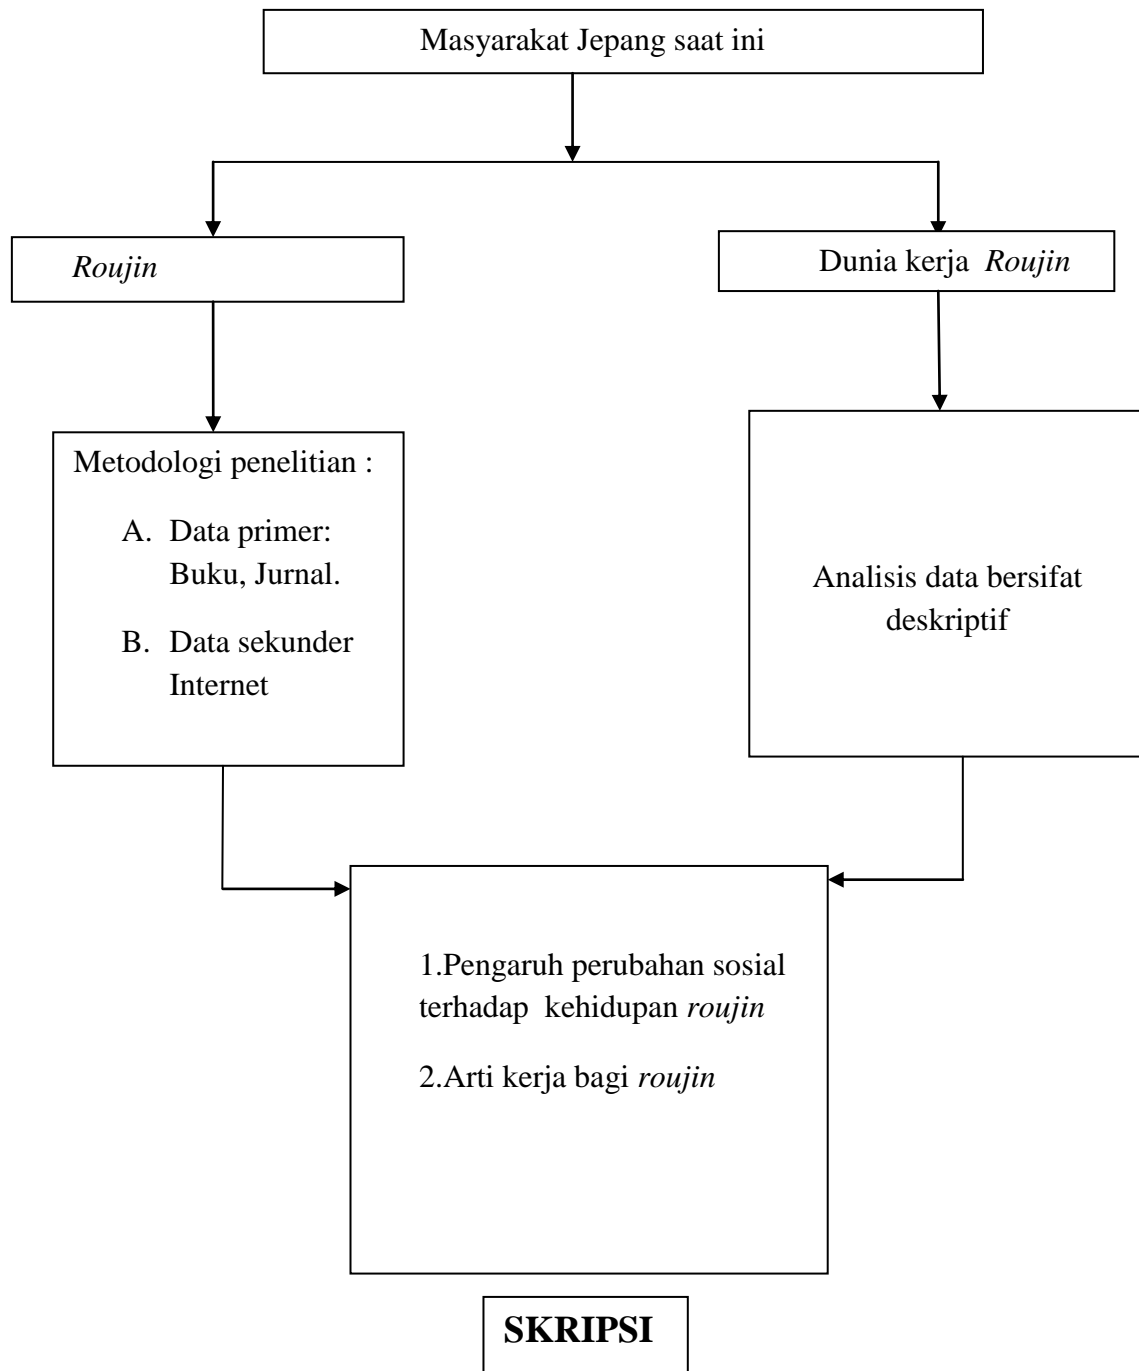 Masyarakat Jepang saat ini
Roujin
Dunia kerja Roujin
Metodologi penelitian :
A. Data primer:
Buku, Jurnal.
B. Data sekunder
Internet
Analisis data bersifat
deskriptif
1.Pengaruh perubahan sosial
terhadap kehidupan roujin
2.Arti kerja bagi roujin
SKRIPSI